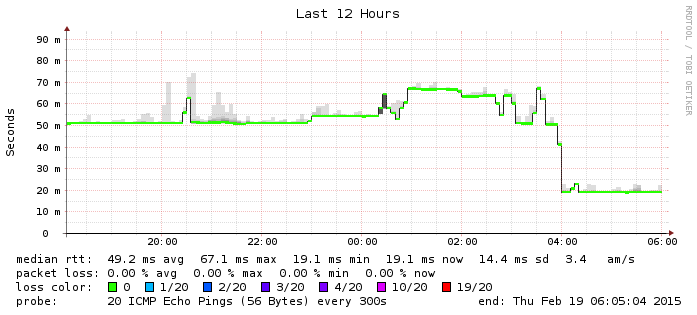 Last 12 Hours
RRDTOOL / TOBI OETIKER
Seconds
90 m
80 m
70 m
60 m
50 m
40 m
30 m
20 m
10 m
0
20:00 22:00 00:00 02:00 04:00 06:00
median rtt: 49.2 ms avg 67.1 ms max 19.1 ms min 19.1 ms now 14.4 ms sd 3.4 am/s
packet loss: 0.00 % avg 0.00 % max 0.00 % min 0.00 % now
loss color: 0 1/20 2/20 3/20 4/20 10/20 19/20
probe: 20 ICMP Echo Pings (56 Bytes) every 300s end: Thu Feb 19 06:05:04 2015